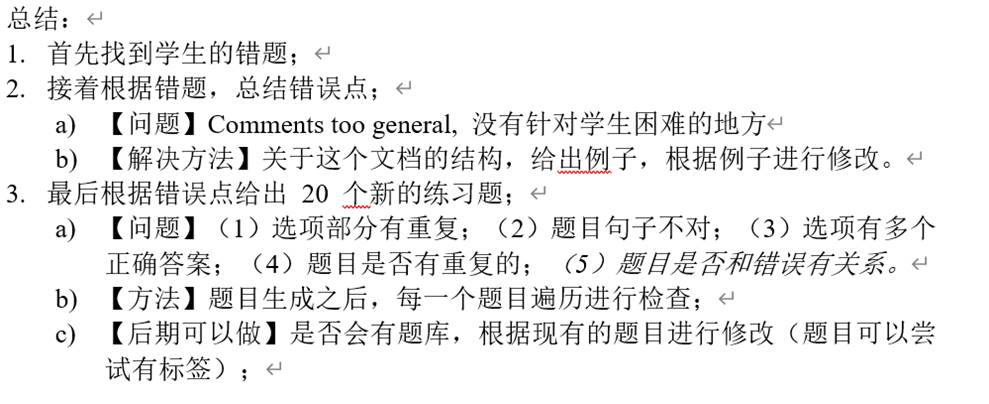 总结：
1. 首先找到学生的错题；
2. 接着根据错题，总结错误点；
a) 【问题】Comments too general, 没有针对学生困难的地方
b) 【解决方法】关于这个文档的结构，给出例子，根据例子进行修改。
3. 最后根据错误点给出 20 个新的练习题；
a) 【问题】（1）选项部分有重复；（2）题目句子不对；（3）选项有多个
正确答案；（4）题目是否有重复的；（5）题目是否和错误有关系。
b) 【方法】题目生成之后，每一个题目遍历进行检查；
c) 【后期可以做】是否会有题库，根据现有的题目进行修改（题目可以尝
试有标签）；